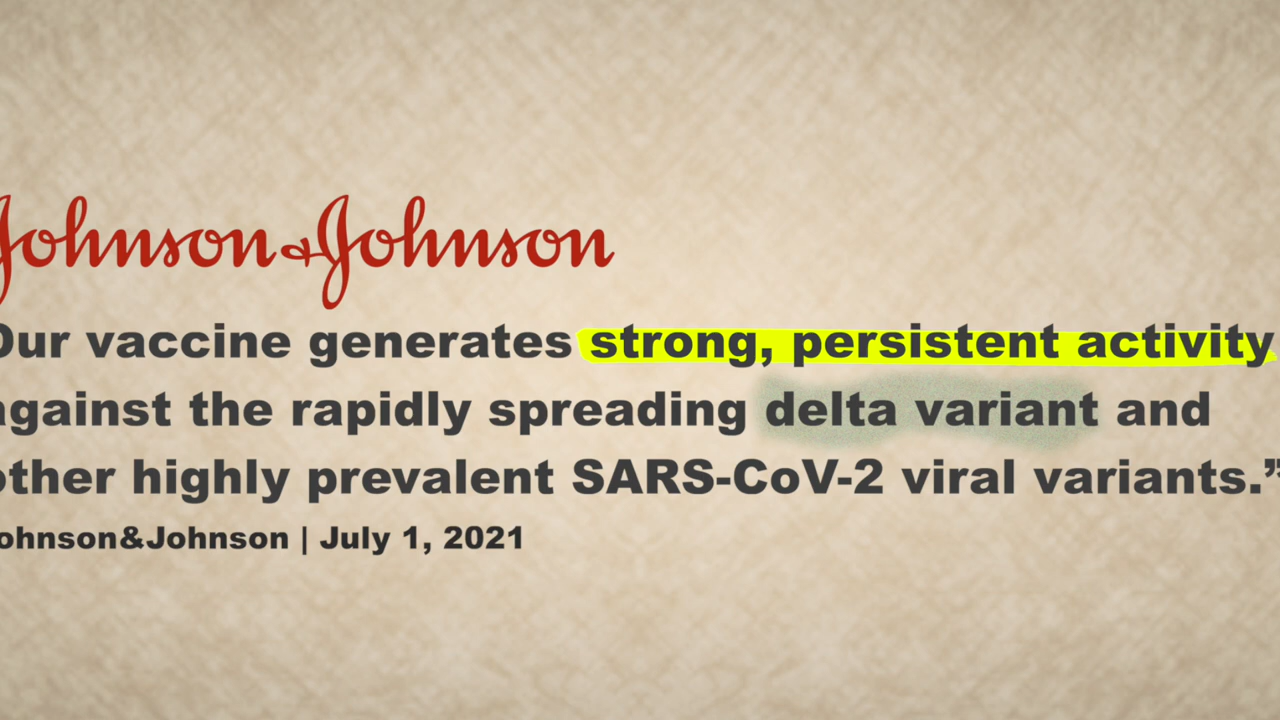 Johnson&Johnson
Our vaccine generates strong, persistent activity
against the rapidly spreading delta variant and
other highly prevalent SARS-CoV-2 viral variants.”
Johnson&Johnson | July 1, 2021